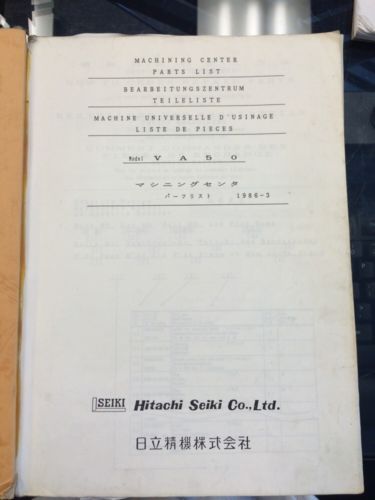 MACHINING CENTER
PARTS LIST
BEARBEITUNGSZENTRUM
TEILELISTE
MACHINE UNIVERSELLE D'USINAGE
LISTE DE PIECES
Model VA50
マシニングセンタ
パーツリスト 1986-3
SEIKI Hitachi Seiki Co.,Ltd.
日立精機株式会社